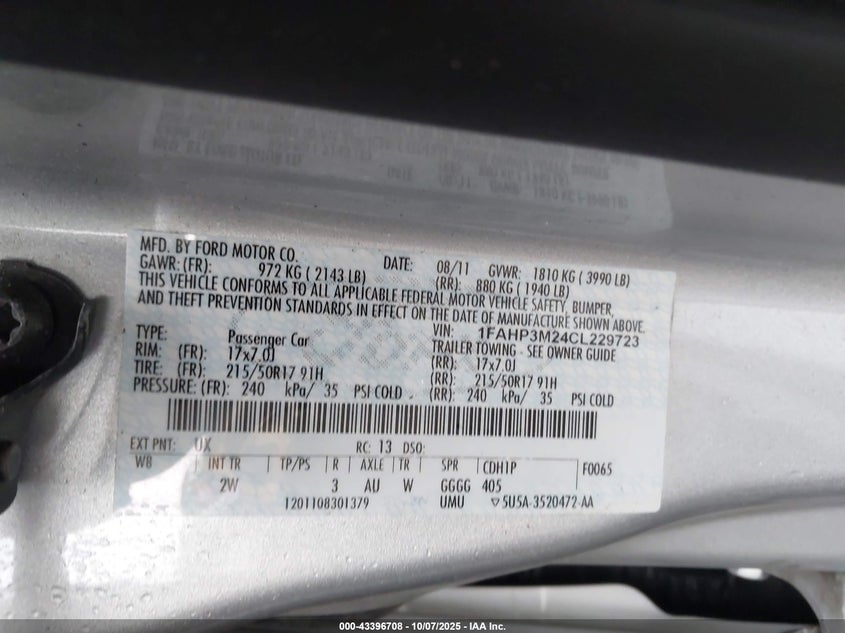 MFD. BY FORD MOTOR CO.
DATE: 08/11 GVWR: 1810 KG ( 3990 LB)
GAWR: (FR): 972 KG ( 2143 LB) (RR): 880 KG ( 1940 LB)
THIS VEHICLE CONFORMS TO ALL APPLICABLE FEDERAL MOTOR VEHICLE SAFETY, BUMPER,
AND THEFT PREVENTION STANDARDS IN EFFECT ON THE DATE OF MANUFACTURE SHOWN ABOVE.
VIN: 1FAHP3M24CL229723
TYPE: Passenger Car TRAILER TOWING - SEE OWNER GUIDE
RIM: (FR): 17x7.0J (RR): 17x7.0J
TIRE: (FR): 215/50R17 91H (RR): 215/50R17 91H
PRESSURE: (FR): 240 kPa/ 35 PSI COLD (RR): 240 kPa/ 35 PSI COLD
EXT PNT: UX RC: 13 DSO:
WB INT TR TP/PS R AXLE TR SPR CDH1P F0065
2W 3 AU W GGGG 405
1201108301379 UMU ▽5U5A-3520472-AA
000-43396708 - 10/07/2025 - IAA Inc.